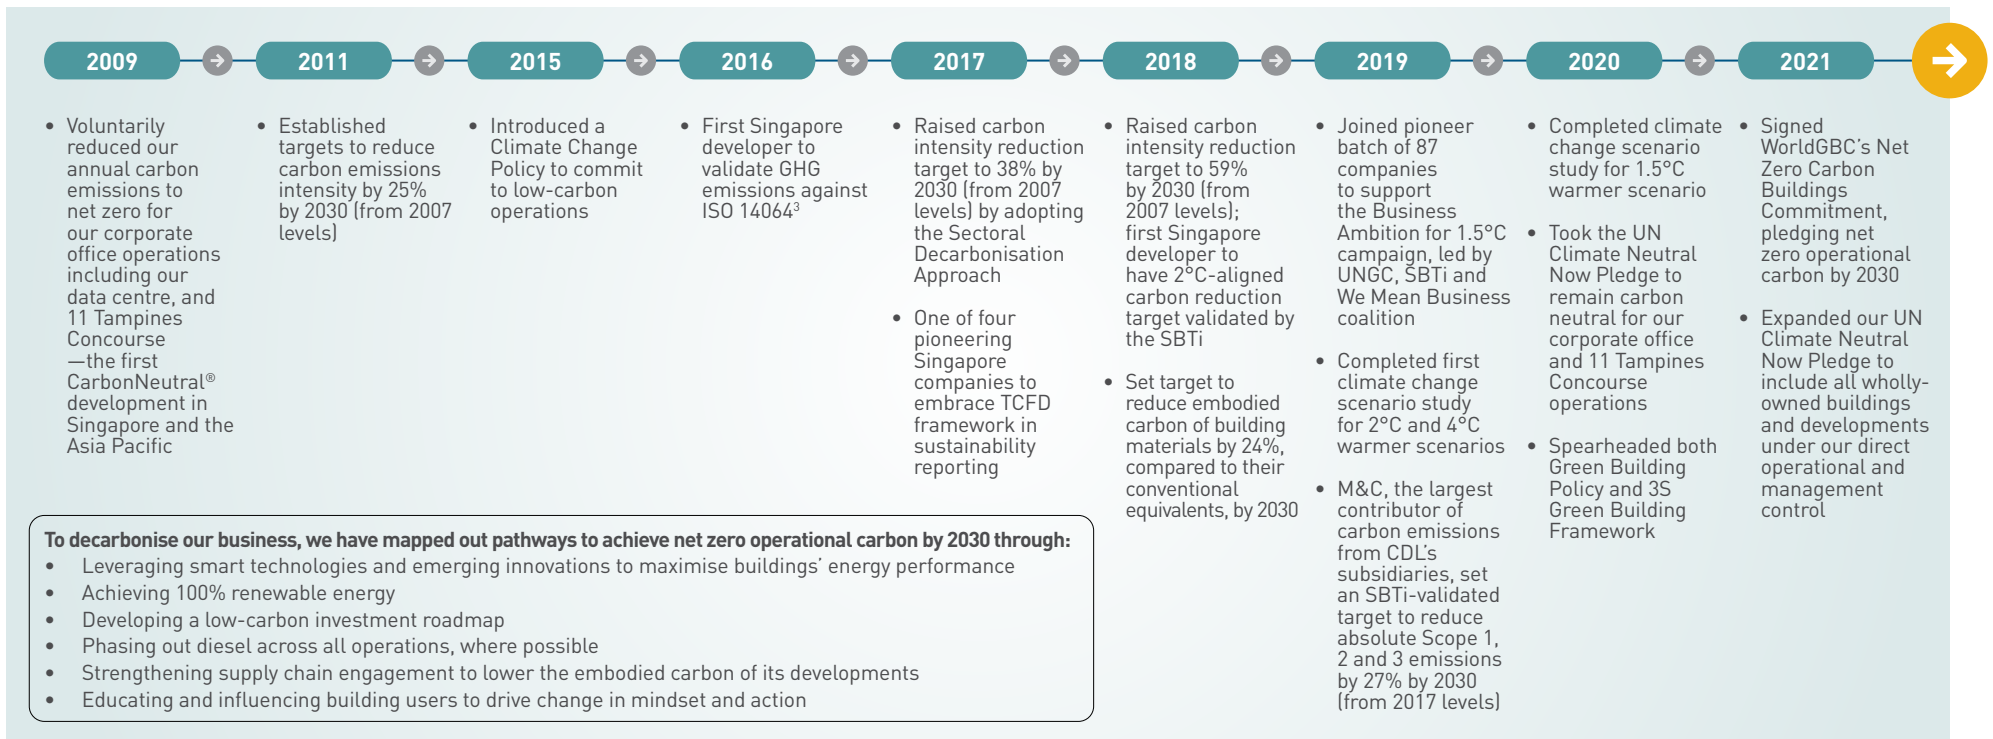 2009
2011
2015
2016
2017
2018
2019
2020
2021
• Voluntarily
reduced our
annual carbon
emissions to
net zero for
our corporate
office operations
including our
data centre, and
11 Tampines
Concourse
—the first
CarbonNeutral®
development in
Singapore and the
Asia Pacific
• Established
targets to reduce
carbon emissions
intensity by 25%
by 2030 (from 2007
levels)
• Introduced a
Climate Change
Policy to commit
to low-carbon
operations
• First Singapore
developer to
validate GHG
emissions against
ISO 14064³
• Raised carbon
intensity reduction
target to 38% by
2030 (from 2007
levels) by adopting
the Sectoral
Decarbonisation
Approach
• One of four
pioneering
Singapore
companies to
embrace TCFD
framework in
sustainability
reporting
• Raised carbon
intensity reduction
target to 59%
by 2030 (from
2007 levels);
first Singapore
developer to
have 2°C-aligned
carbon reduction
target validated by
the SBTi
• Set target to
reduce embodied
carbon of building
materials by 24%,
compared to their
conventional
equivalents, by 2030
• Joined pioneer
batch of 87
companies
to support
the Business
Ambition for 1.5°C
campaign, led by
UNGC, SBTi and
We Mean Business
coalition
• Completed first
climate change
scenario study
for 2°C and 4°C
warmer scenarios
• M&C, the largest
contributor of
carbon emissions
from CDL's
subsidiaries, set
an SBTi-validated
target to reduce
absolute Scope 1,
2 and 3 emissions
by 27% by 2030
(from 2017 levels)
• Completed climate
change scenario
study for 1.5°C
warmer scenario
• Took the UN
Climate Neutral
Now Pledge to
remain carbon
neutral for our
corporate office
and 11 Tampines
Concourse
operations
• Spearheaded both
Green Building
Policy and 3S
Green Building
Framework
• Signed
WorldGBC's Net
Zero Carbon
Buildings
Commitment,
pledging net
zero operational
carbon by 2030
• Expanded our UN
Climate Neutral
Now Pledge to
include all wholly-
owned buildings
and developments
under our direct
operational and
management
control
To decarbonise our business, we have mapped out pathways to achieve net zero operational carbon by 2030 through:
• Leveraging smart technologies and emerging innovations to maximise buildings' energy performance
• Achieving 100% renewable energy
• Developing a low-carbon investment roadmap
• Phasing out diesel across all operations, where possible
• Strengthening supply chain engagement to lower the embodied carbon of its developments
• Educating and influencing building users to drive change in mindset and action